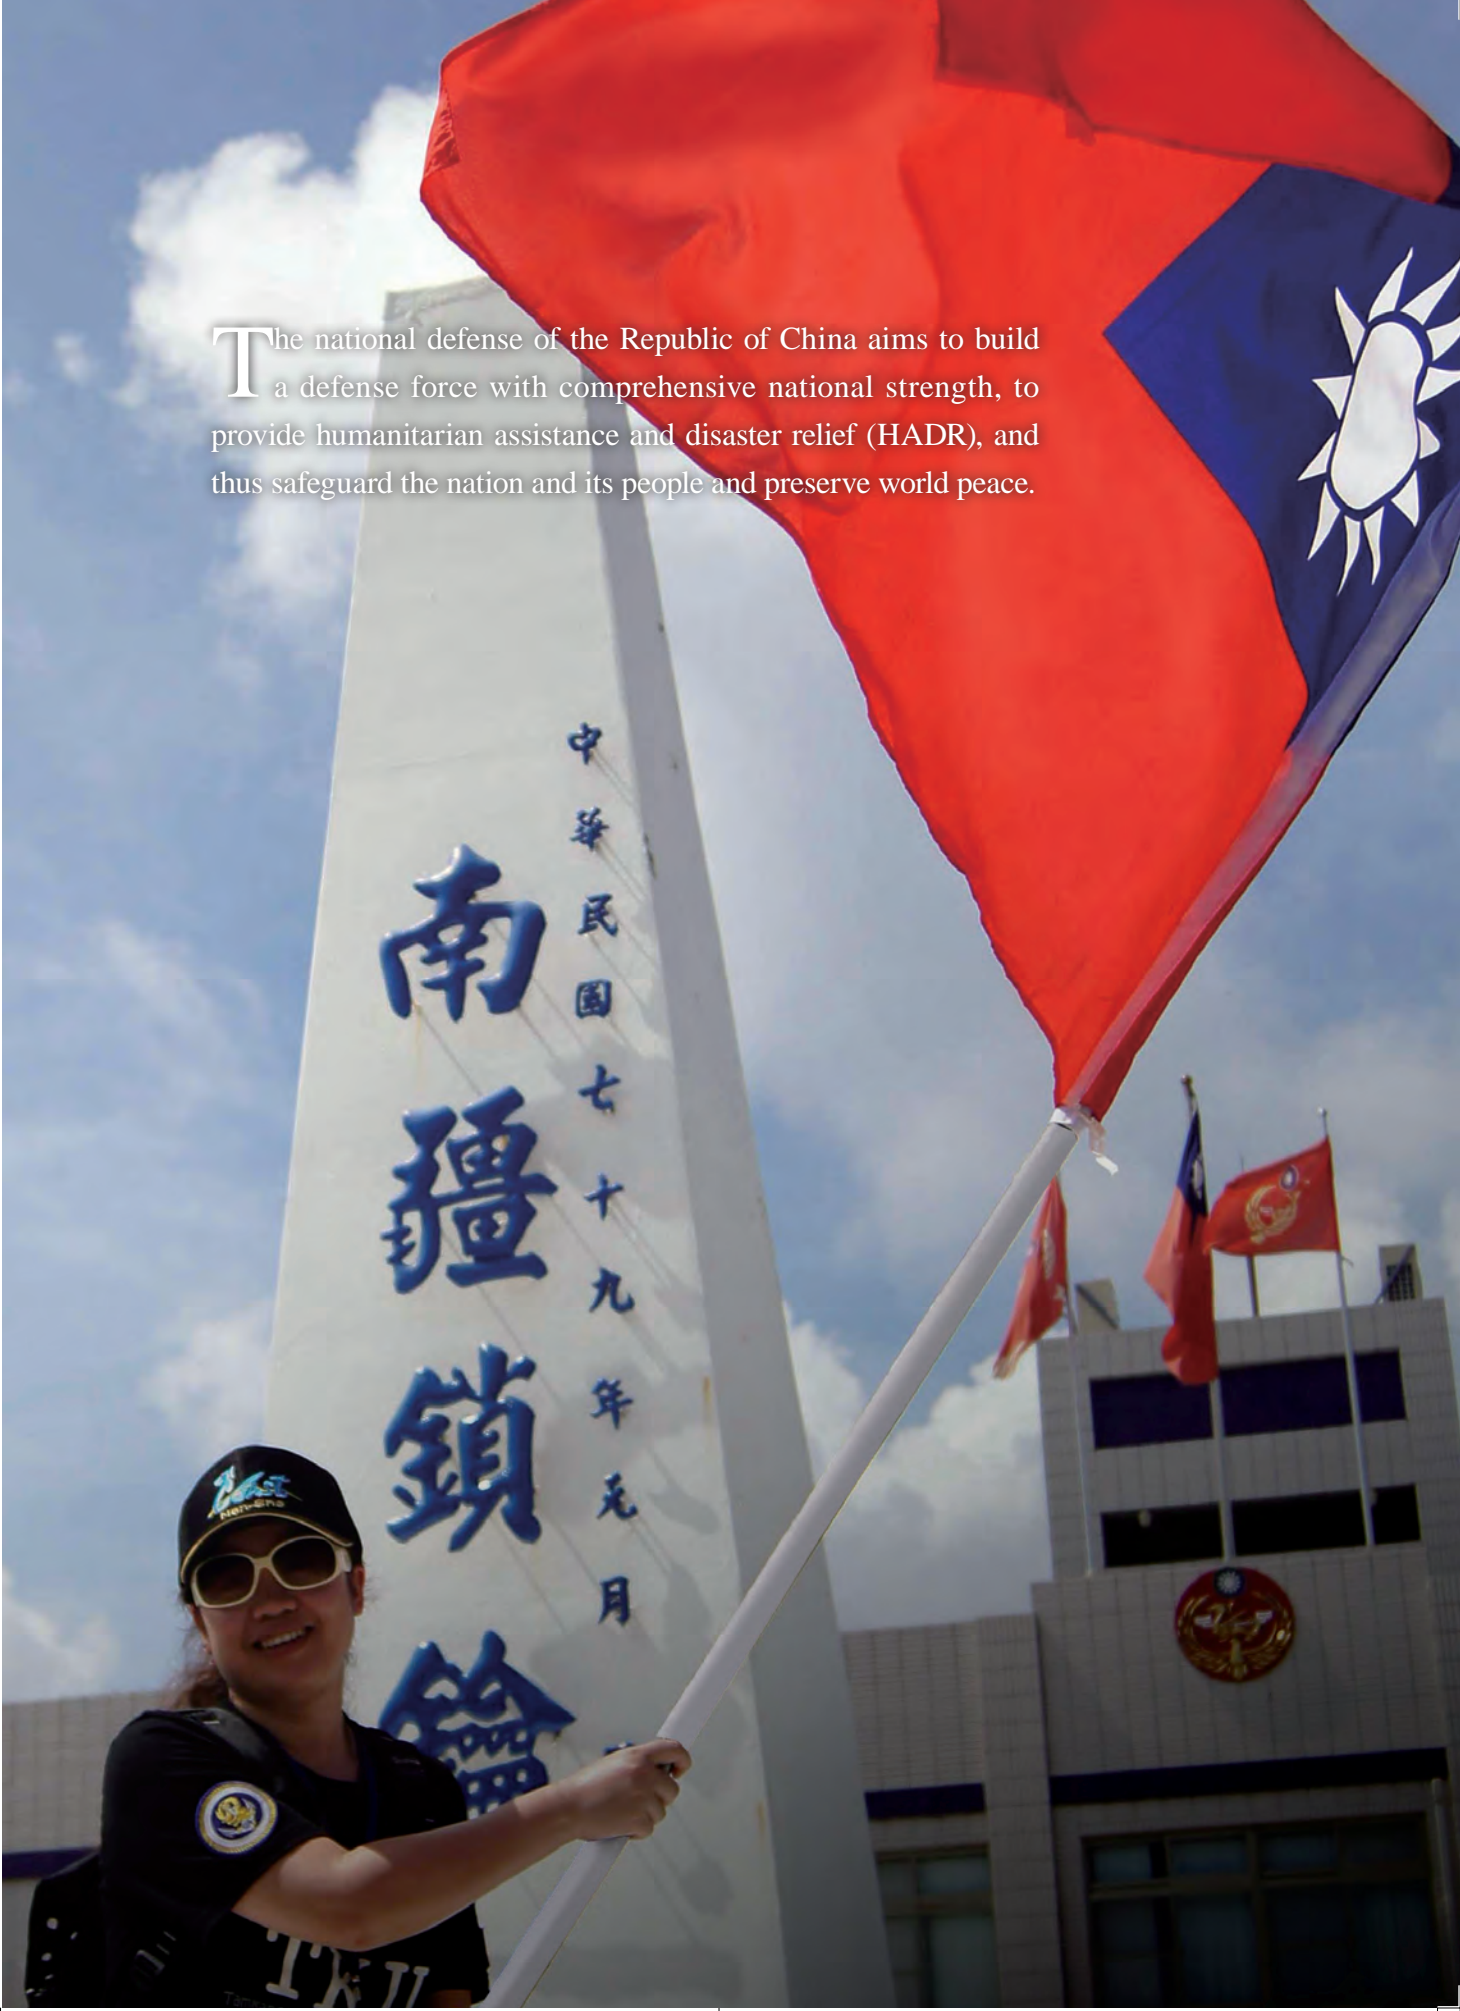 The national defense of the Republic of China aims to build
a defense force with comprehensive national strength, to
provide humanitarian assistance and disaster relief (HADR), and
thus safeguard the nation and its people and preserve world peace.
中華民國七十九年元月
南疆鎖鑰
Nan-Sha
TKU